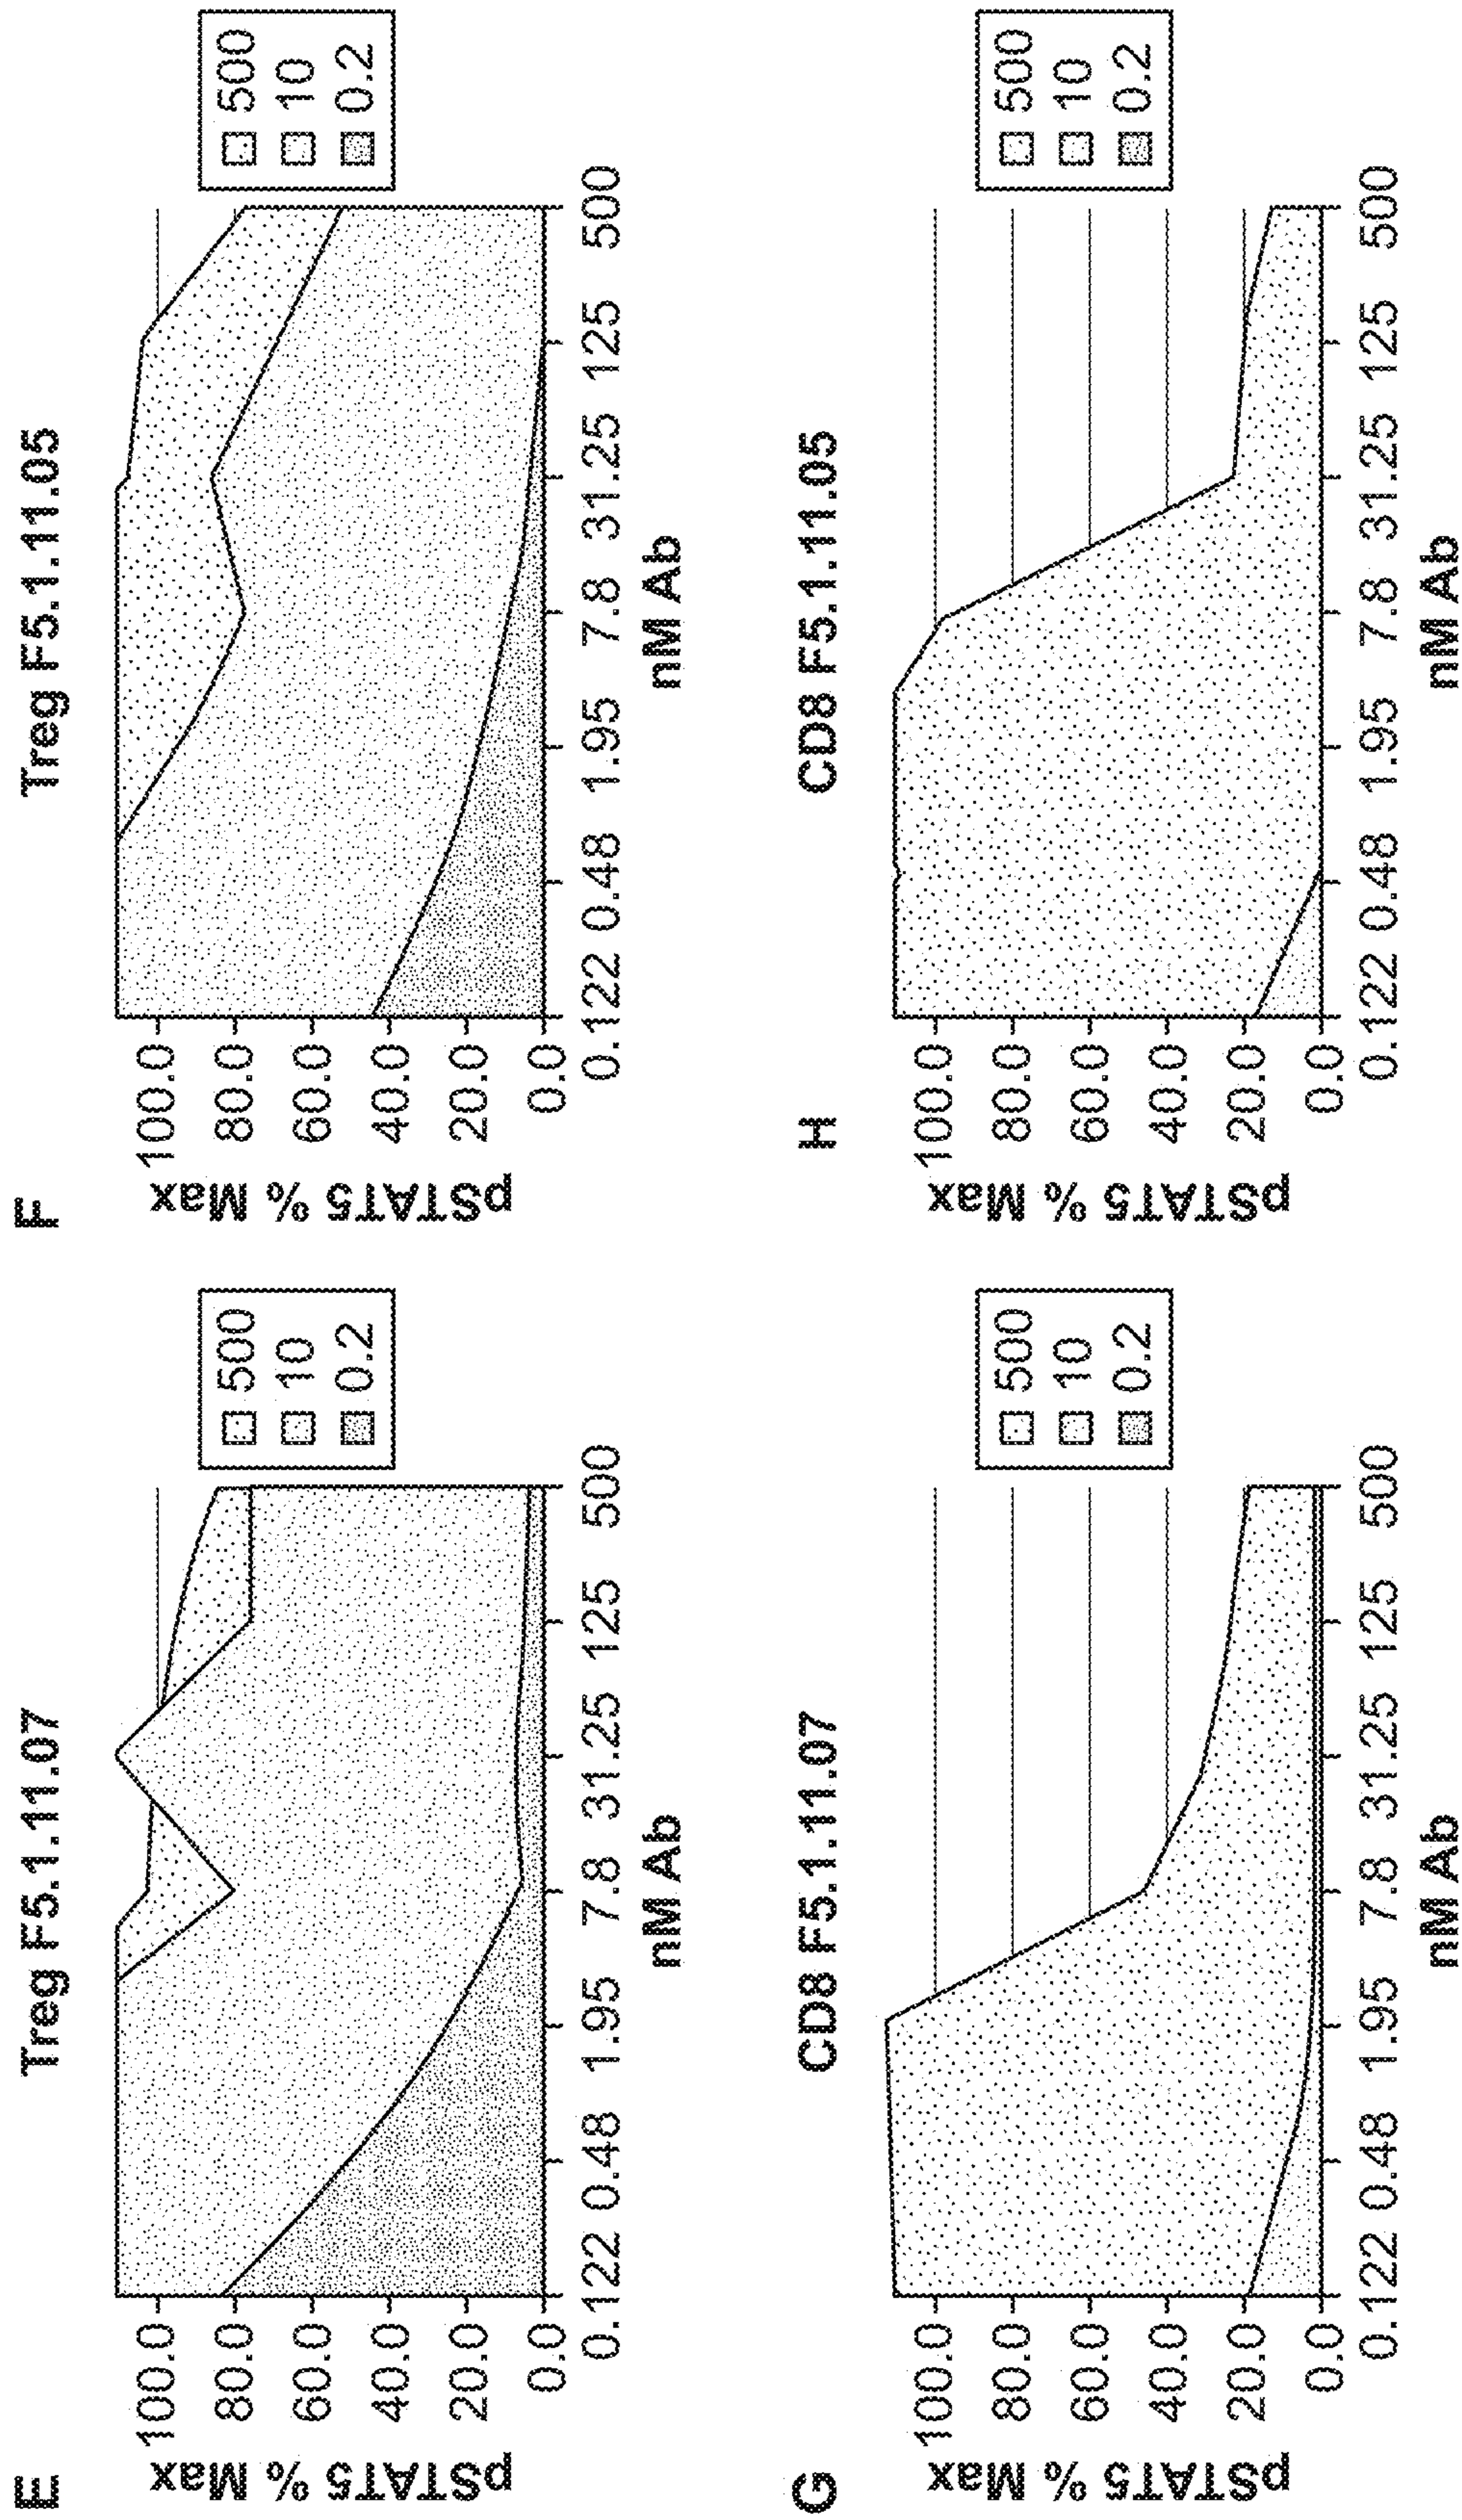 E
Treg F5.1.11.07
pSTAT5 % Max
100.0
80.0
60.0
40.0
20.0
0.0
0.122 0.48 1.95 7.8 31.25 125 500
nM Ab
500
10
0.2
F
Treg F5.1.11.05
pSTAT5 % Max
100.0
80.0
60.0
40.0
20.0
0.0
0.122 0.48 1.95 7.8 31.25 125 500
nM Ab
500
10
0.2
G
CD8 F5.1.11.07
pSTAT5 % Max
100.0
80.0
60.0
40.0
20.0
0.0
0.122 0.48 1.95 7.8 31.25 125 500
nM Ab
500
10
0.2
H
CD8 F5.1.11.05
pSTAT5 % Max
100.0
80.0
60.0
40.0
20.0
0.0
0.122 0.48 1.95 7.8 31.25 125 500
nM Ab
500
10
0.2